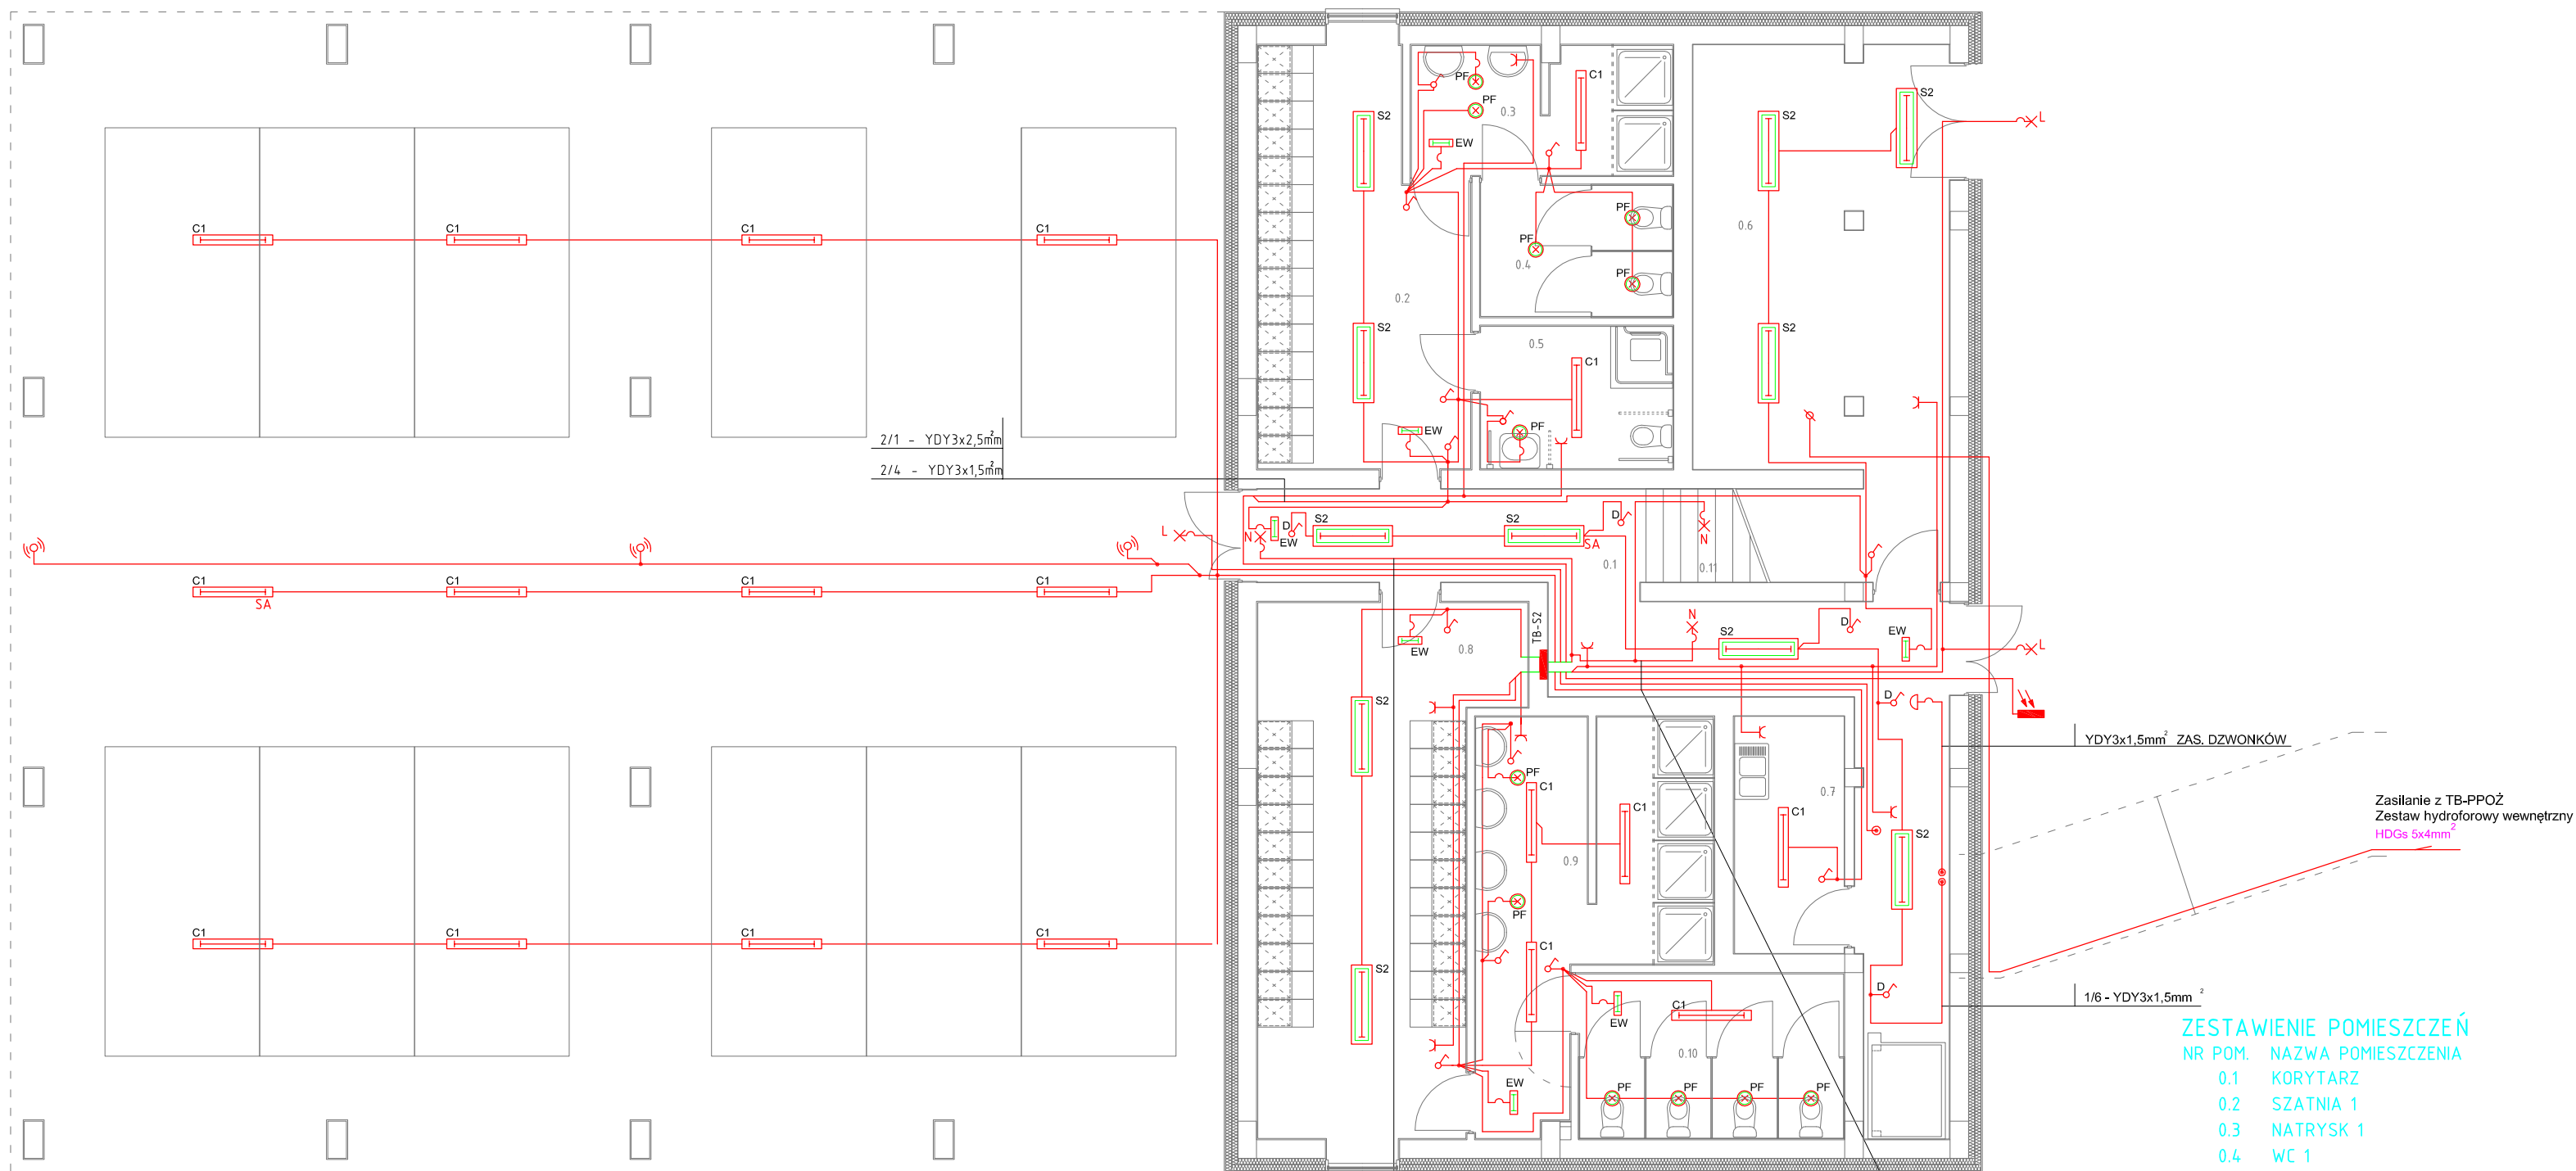 PF
C1
S2
PF
0.3
S2
S2
L
EW
PF
PF
0.4
0.6
PF
C1
C1
C1
C1
0.2
S2
S2
0.5
C1
EW
PF
2/1 - YDY3x2,5mm²
2/4 - YDY3x1,5mm²
S2
S2
D
D
L
N
EW
SA
N
0.1
0.11
C1
C1
C1
C1
SA
N
D
EW
S2
L
TB-S2
0.8
EW
S2
D
YDY3x1,5mm² ZAS. DZWONKÓW
PF
C1
C1
C1
0.7
Zasilanie z TB-PPOŻ
Zestaw hydroforowy wewnętrzny
HDGs 5x4mm²
S2
0.9
PF
C1
C1
C1
C1
C1
S2
D
1/6 - YDY3x1,5mm²
C1
EW
0.10
EW
PF
PF
PF
PF
ZESTAWIENIE POMIESZCZEŃ
NR POM. NAZWA POMIESZCZENIA
0.1 KORYTARZ
0.2 SZATNIA 1
0.3 NATRYSK 1
0.4 WC 1